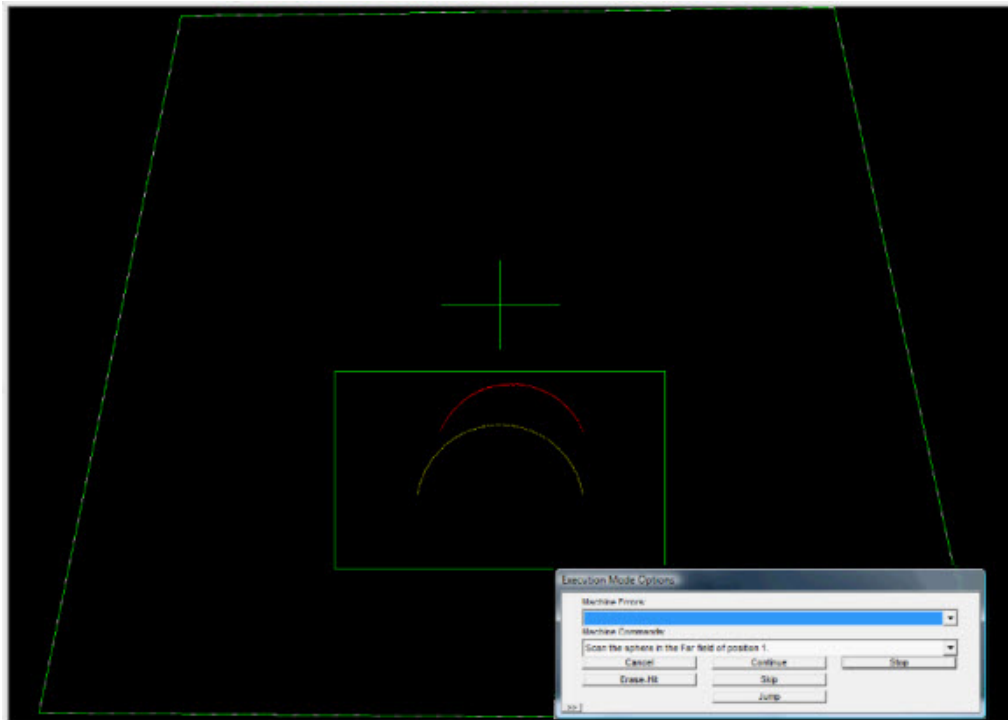 Execution Mode Options
Machine Errors:
Machine Commands:
Scan the sphere in the Far field of position 1.
Cancel
Continue
Stop
Erase Hit
Skip
Jump
>>